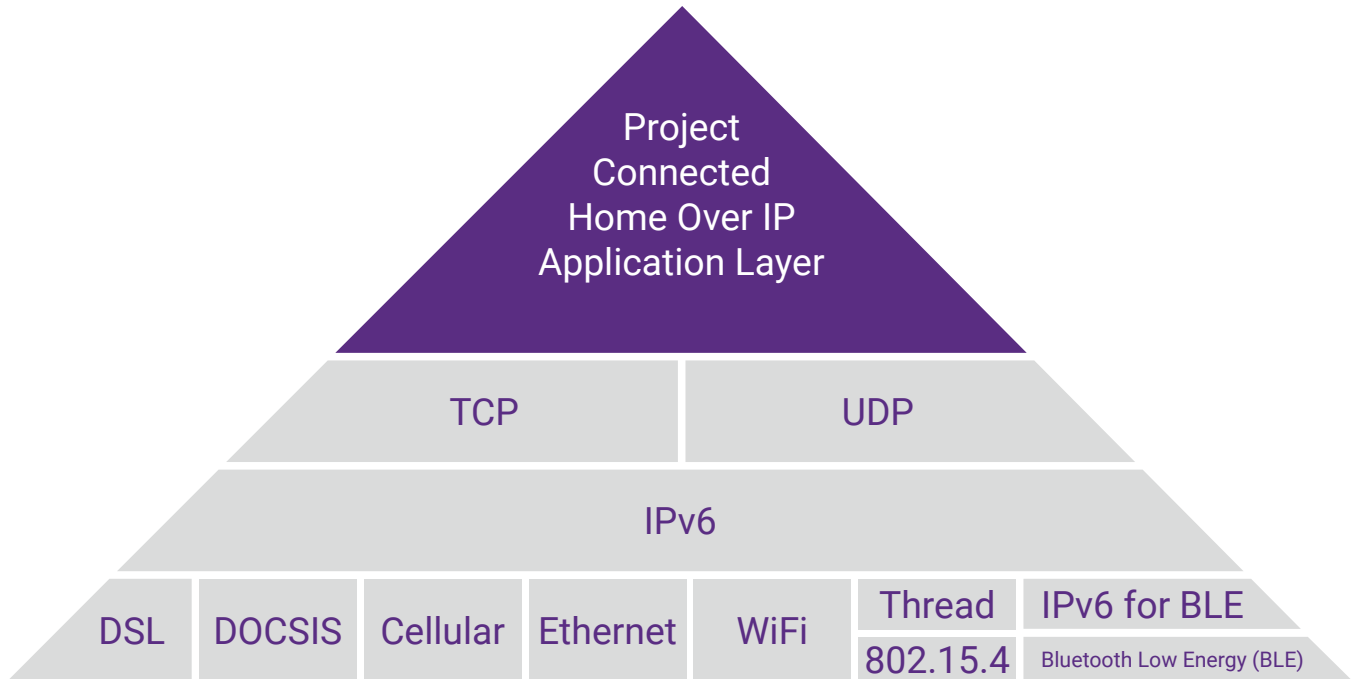 Project
Connected
Home Over IP
Application Layer
TCP
UDP
IPv6
DSL
DOCSIS
Cellular
Ethernet
WiFi
Thread
802.15.4
IPv6 for BLE
Bluetooth Low Energy (BLE)